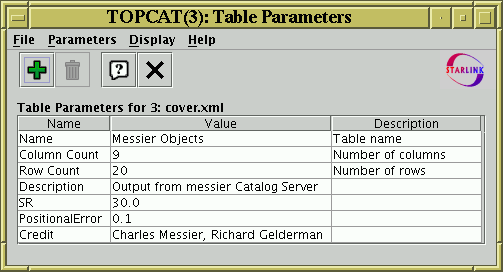 TOPCAT(3): Table Parameters
File Parameters Display Help
STARLINK
Table Parameters for 3: cover.xml
Name Value Description
Name Messier Objects Table name
Column Count 9 Number of columns
Row Count 20 Number of rows
Description Output from messier Catalog Server
SR 30.0
PositionalError 0.1
Credit Charles Messier, Richard Gelderman